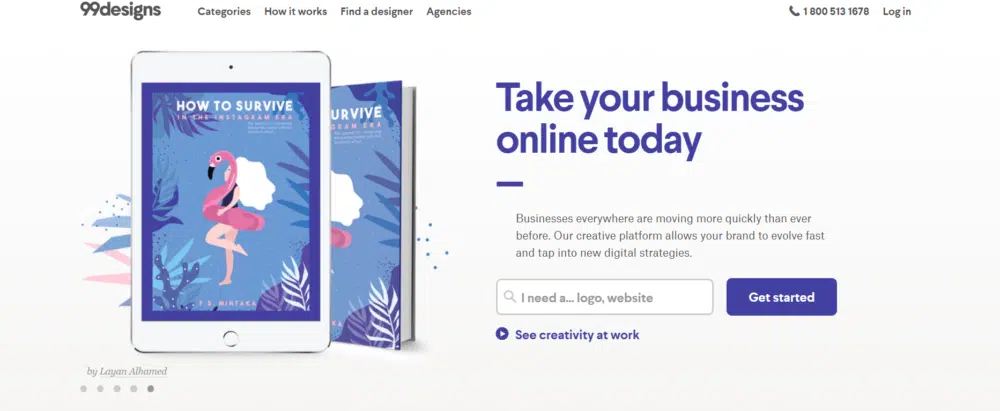 99designs
Categories How it works Find a designer Agencies
1 800 513 1678 Log in
HOW TO SURVIVE
IN THE INSTAGRAM ERA
T. S. MINTAKA
URVIVE
GRAM ERA
by Layan Alhamed
Take your business
online today
Businesses everywhere are moving more quickly than ever
before. Our creative platform allows your brand to evolve fast
and tap into new digital strategies.
I need a... logo, website
Get started
See creativity at work